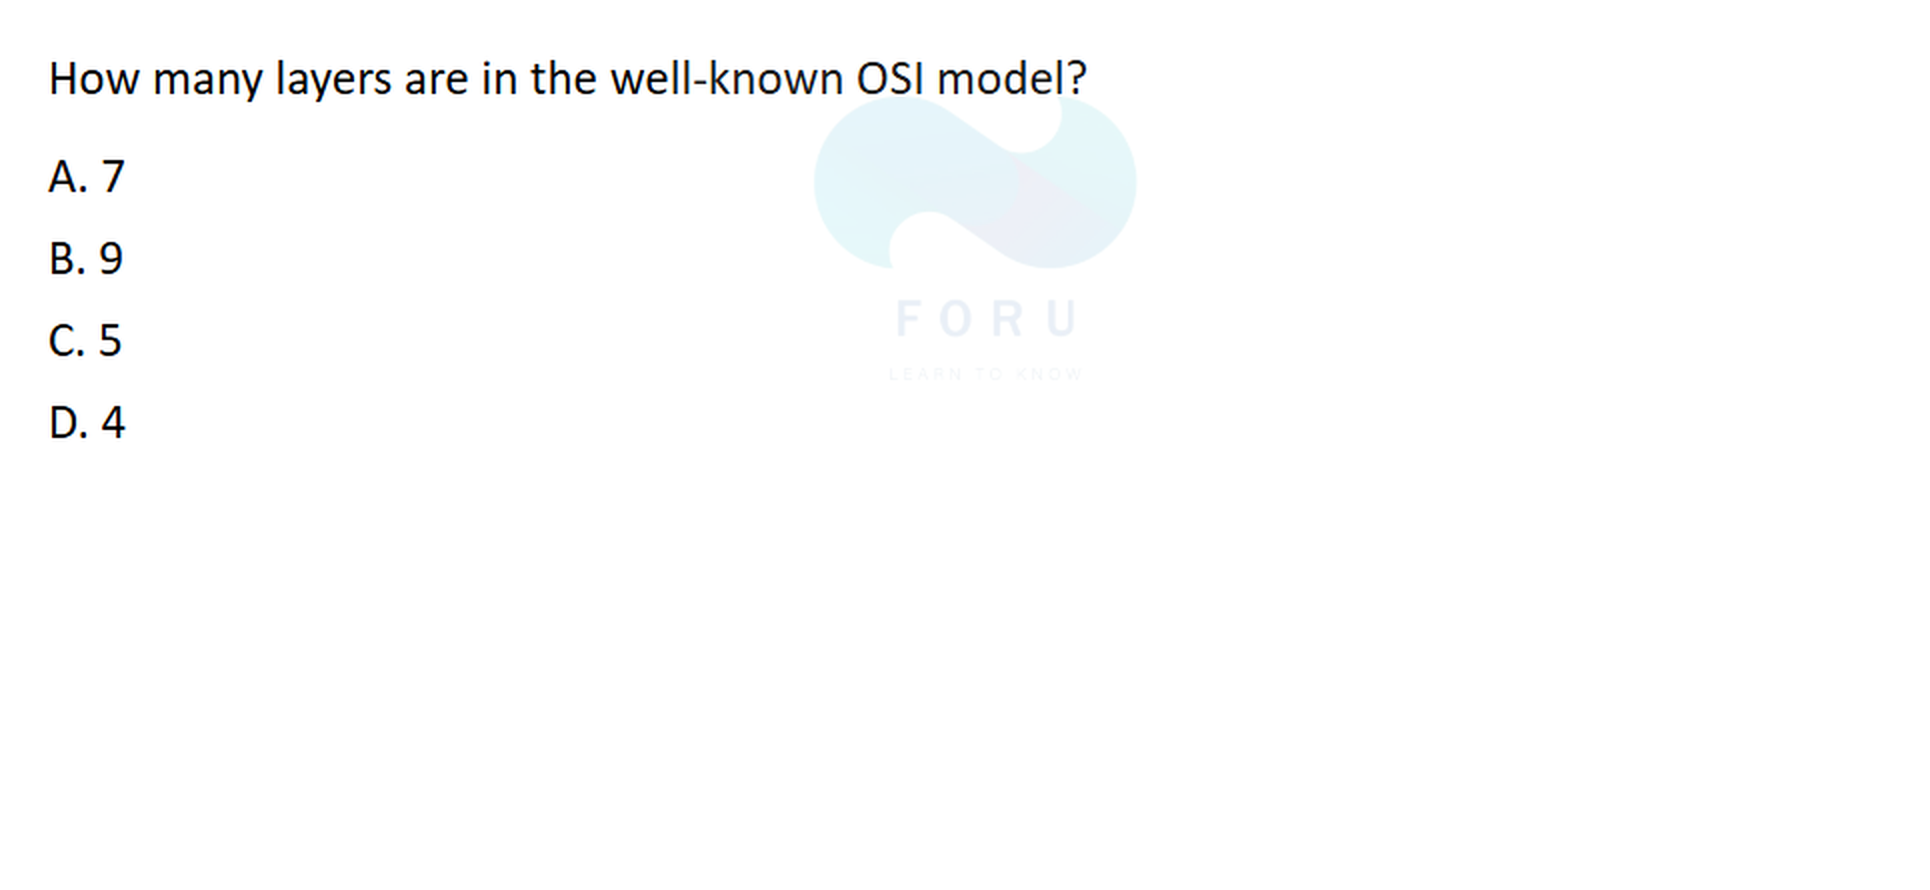 How many layers are in the well-known OSI model?
A. 7
B. 9
C. 5
D. 4
FORU
LEARN TO KNOW